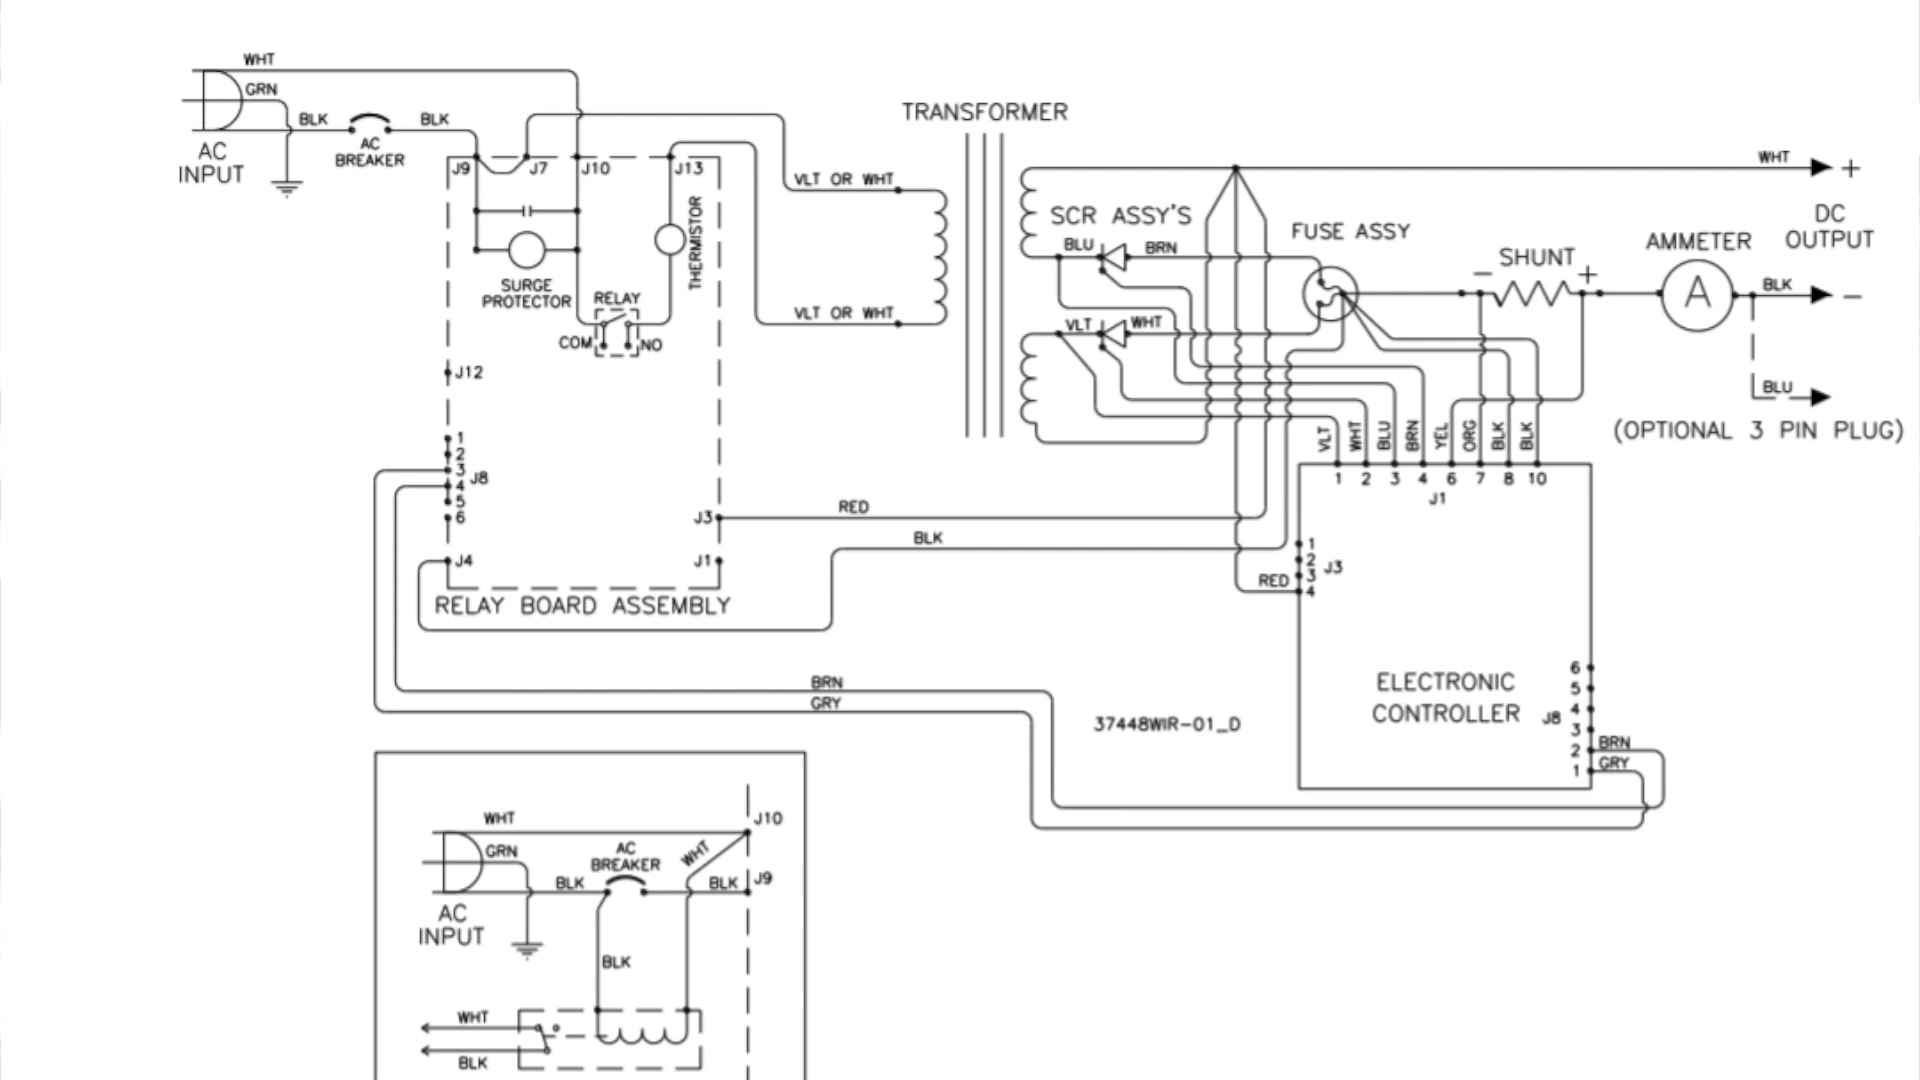 WHT
GRN
BLK
BLK
AC
BREAKER
AC
INPUT
J9
J7
J10
J13
THERMISTOR
SURGE
PROTECTOR
RELAY
COM
NO
J12
1
2
3
4
5
6
J8
J4
J3
J1
RELAY BOARD ASSEMBLY
VLT OR WHT
VLT OR WHT
TRANSFORMER
SCR ASSY'S
BLU
BRN
VLT
WHT
FUSE ASSY
− SHUNT +
AMMETER
A
WHT
+
DC
OUTPUT
BLK
−
BLU
(OPTIONAL 3 PIN PLUG)
VLT
WHT
BLU
BRN
YEL
ORG
BLK
BLK
1 2 3 4 6 7 8 10
J1
RED
BLK
1
2
3
4
J3
RED
ELECTRONIC
CONTROLLER
6
5
4
3
2
1
J8
BRN
GRY
BRN
GRY
37448WIR-01_D
WHT
GRN
BLK
AC
BREAKER
WHT
BLK
J10
J9
AC
INPUT
BLK
WHT
BLK